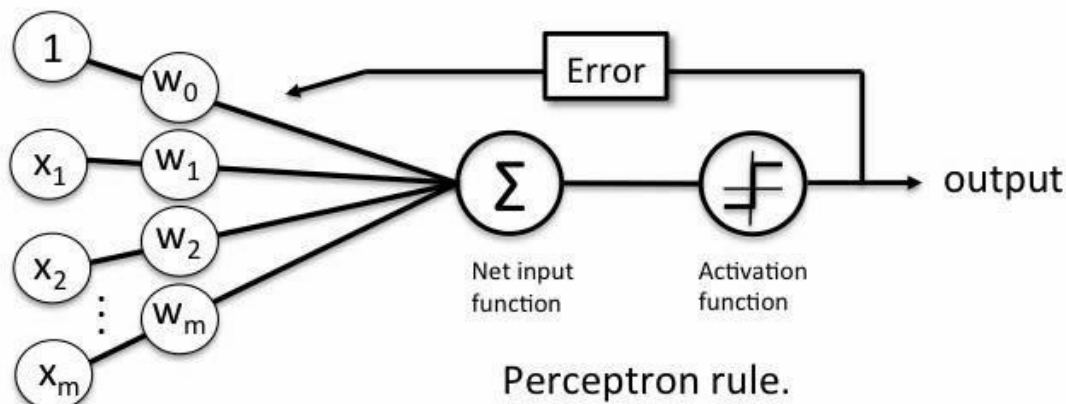 1
w₀
Error
x₁
w₁
Σ
output
x₂
w₂
Net input
function
Activation
function
⋮
wₘ
xₘ
Perceptron rule.